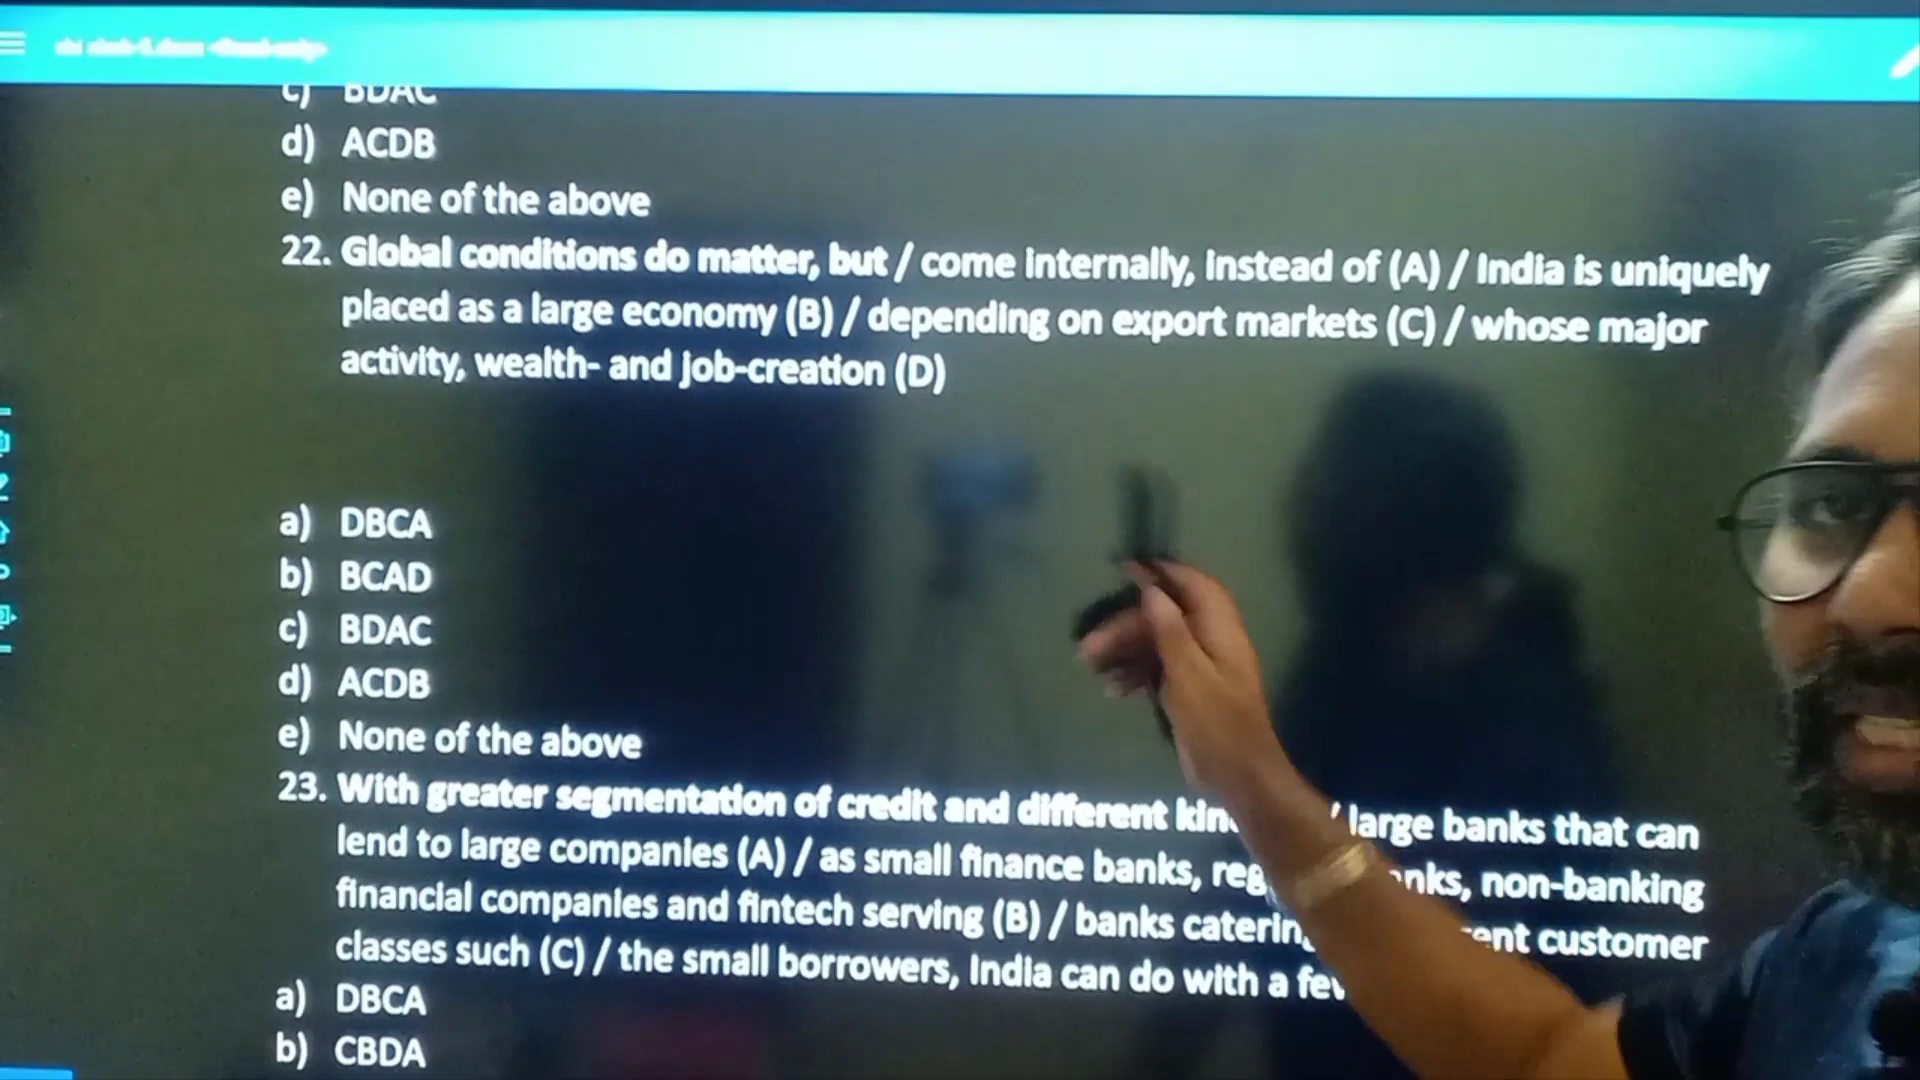 c) BDAC
d) ACDB
e) None of the above
22. Global conditions do matter, but / come internally, instead of (A) / India is uniquely
placed as a large economy (B) / depending on export markets (C) / whose major
activity, wealth- and job-creation (D)
a) DBCA
b) BCAD
c) BDAC
d) ACDB
e) None of the above
23. With greater segmentation of credit and different / large banks that can
lend to large companies (A) / as small finance banks, non-banking
financial companies and fintech serving (B) / banks customer
classes such (C) / the small borrowers, India can do with a
a) DBCA
b) CBDA